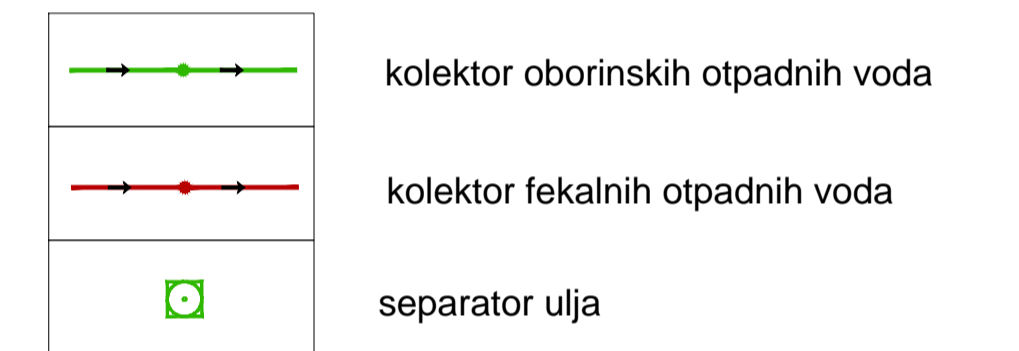 kolektor oborinskih otpadnih voda
kolektor fekalnih otpadnih voda
separator ulja